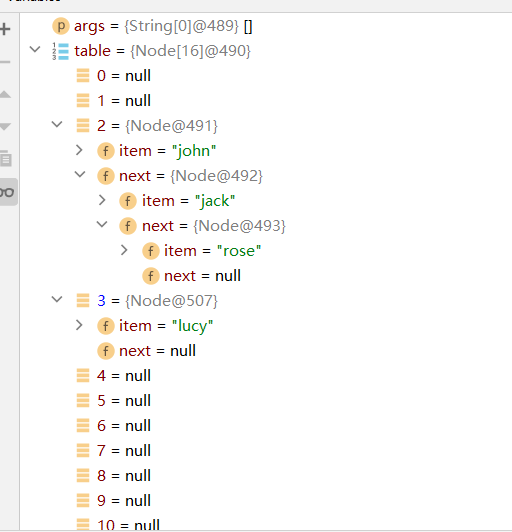 args = {String[0]@489} []
table = {Node[16]@490}
0 = null
1 = null
2 = {Node@491}
item = "john"
next = {Node@492}
item = "jack"
next = {Node@493}
item = "rose"
next = null
3 = {Node@507}
item = "lucy"
next = null
4 = null
5 = null
6 = null
7 = null
8 = null
9 = null
10 = null